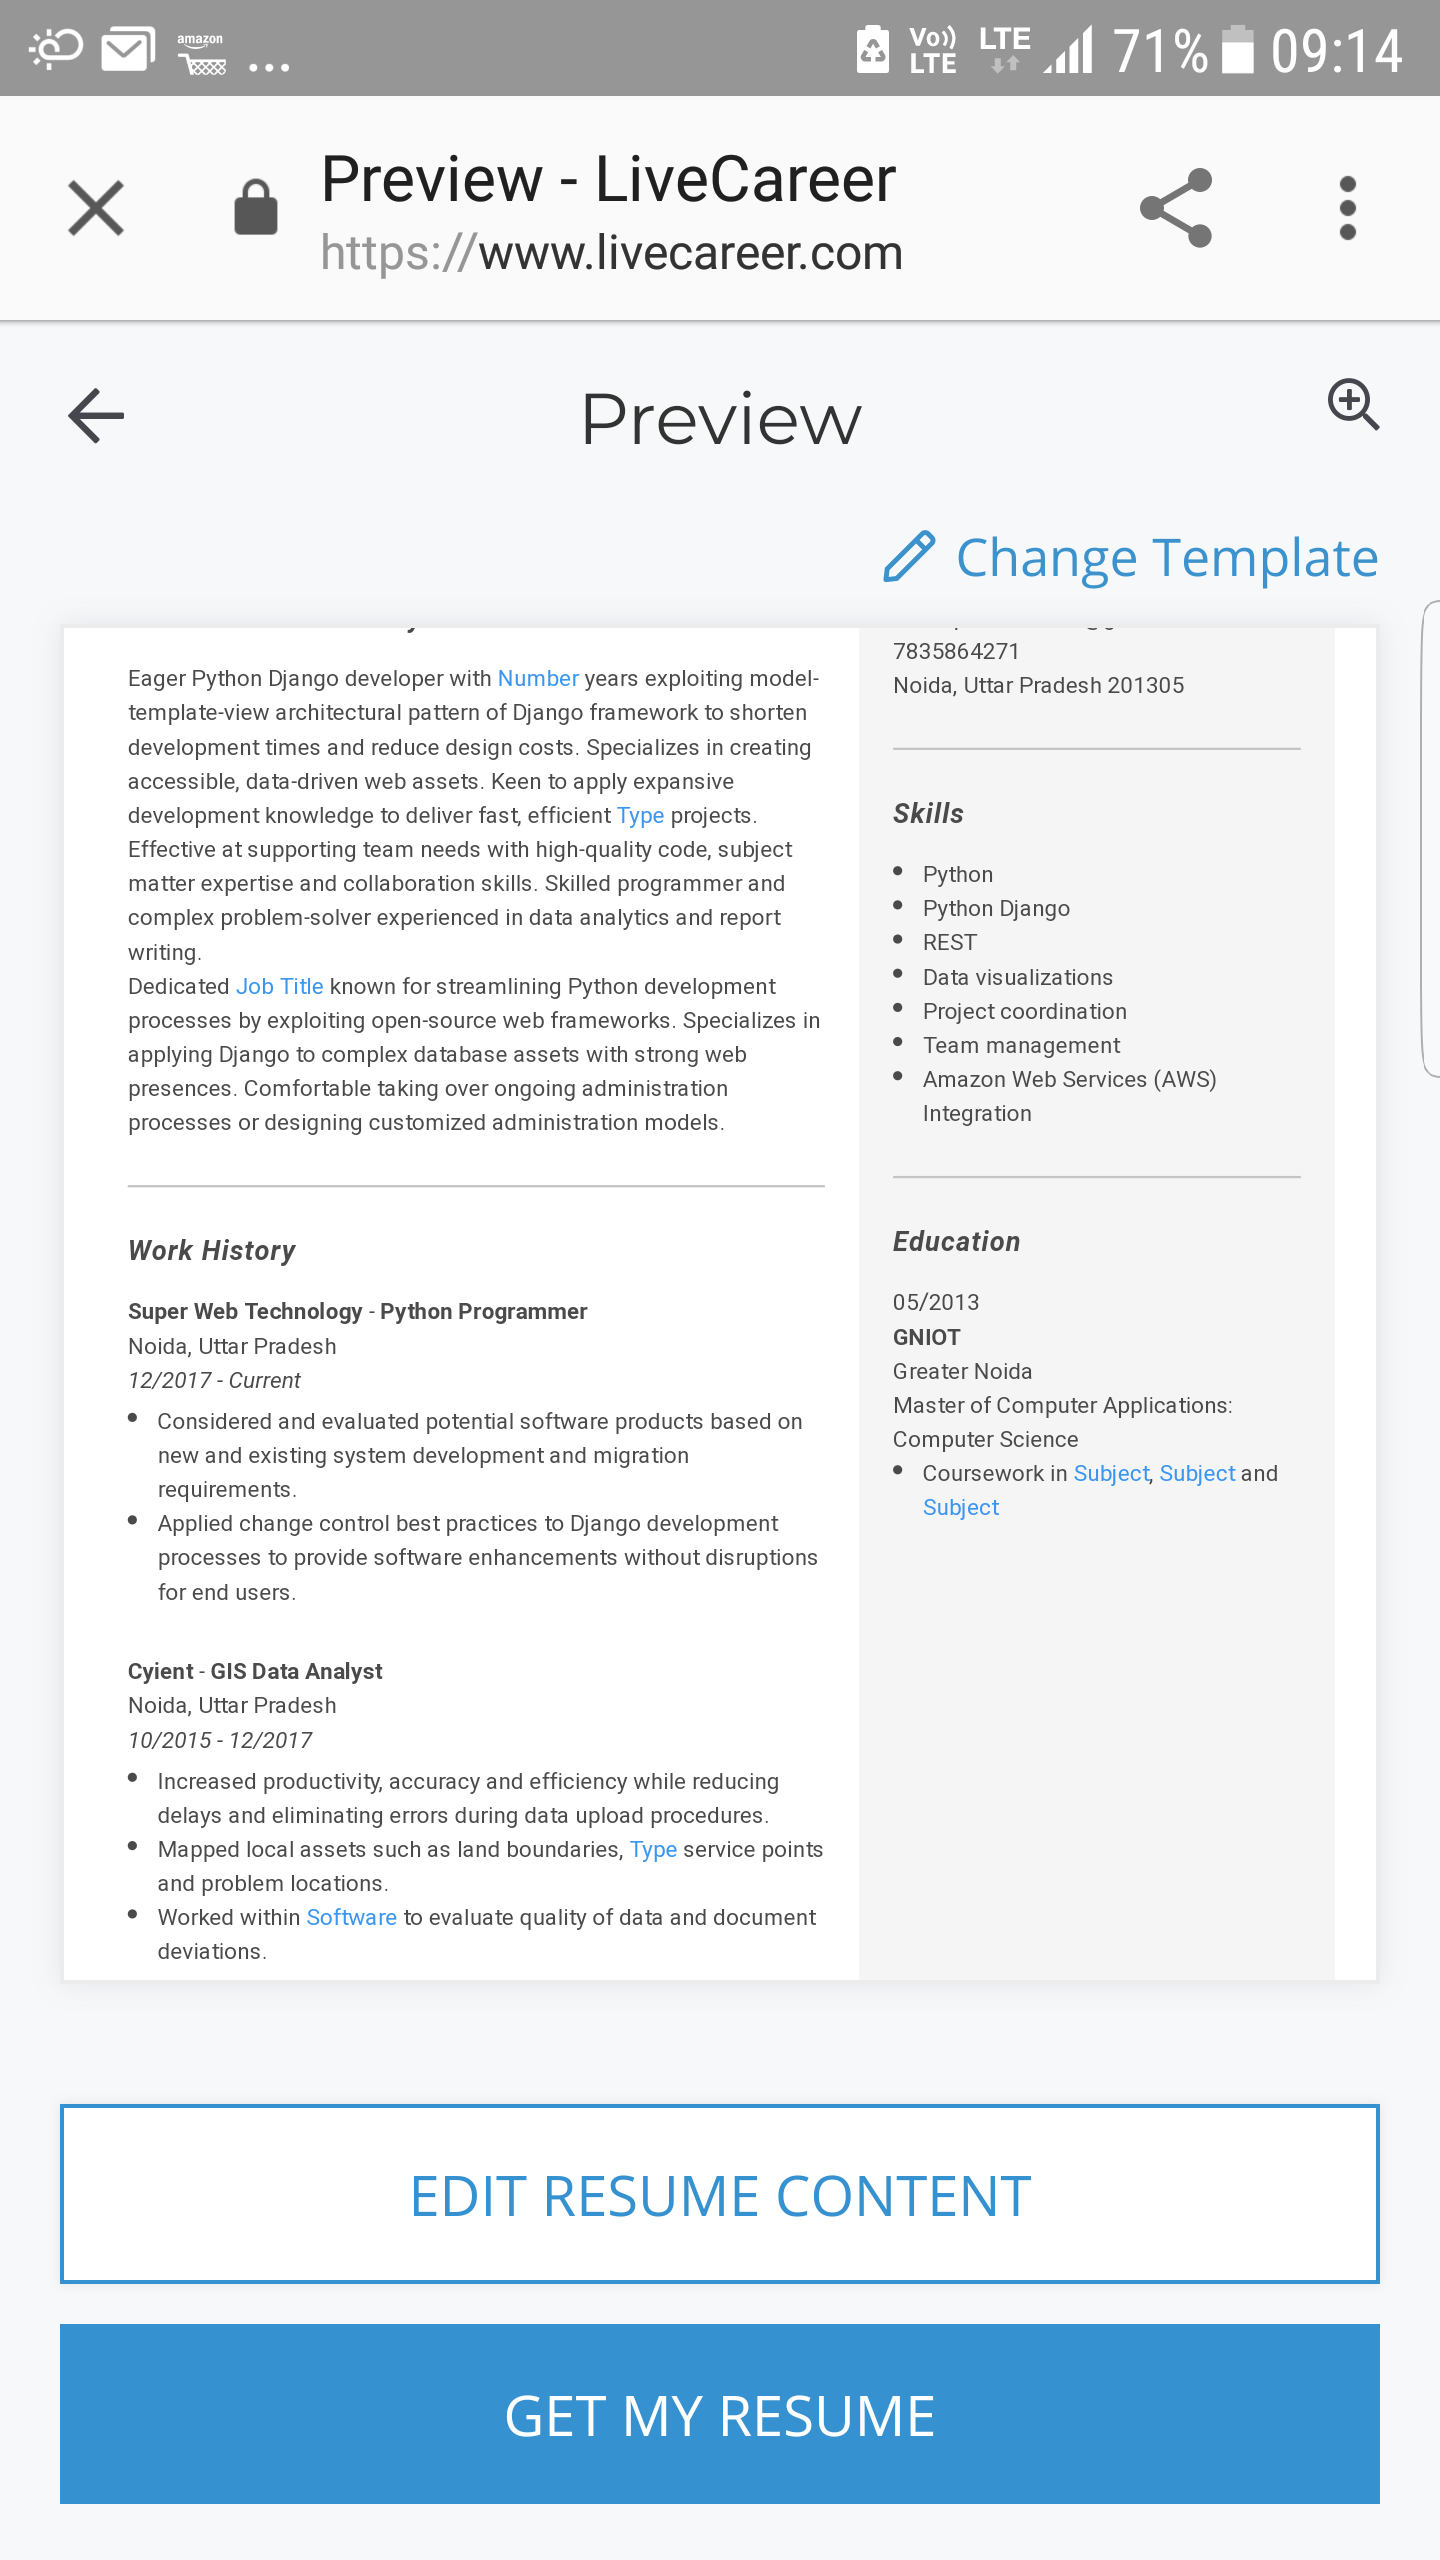 amazon
Vo)) LTE
LTE
71%
09:14
Preview - LiveCareer
https://www.livecareer.com
Preview
Change Template
Eager Python Django developer with Number years exploiting model-
template-view architectural pattern of Django framework to shorten
development times and reduce design costs. Specializes in creating
accessible, data-driven web assets. Keen to apply expansive
development knowledge to deliver fast, efficient Type projects.
Effective at supporting team needs with high-quality code, subject
matter expertise and collaboration skills. Skilled programmer and
complex problem-solver experienced in data analytics and report
writing.
Dedicated Job Title known for streamlining Python development
processes by exploiting open-source web frameworks. Specializes in
applying Django to complex database assets with strong web
presences. Comfortable taking over ongoing administration
processes or designing customized administration models.
Work History
Super Web Technology - Python Programmer
Noida, Uttar Pradesh
12/2017 - Current
• Considered and evaluated potential software products based on
new and existing system development and migration
requirements.
• Applied change control best practices to Django development
processes to provide software enhancements without disruptions
for end users.
Cyient - GIS Data Analyst
Noida, Uttar Pradesh
10/2015 - 12/2017
• Increased productivity, accuracy and efficiency while reducing
delays and eliminating errors during data upload procedures.
• Mapped local assets such as land boundaries, Type service points
and problem locations.
• Worked within Software to evaluate quality of data and document
deviations.
7835864271
Noida, Uttar Pradesh 201305
Skills
• Python
• Python Django
• REST
• Data visualizations
• Project coordination
• Team management
• Amazon Web Services (AWS)
Integration
Education
05/2013
GNIOT
Greater Noida
Master of Computer Applications:
Computer Science
• Coursework in Subject, Subject and
Subject
EDIT RESUME CONTENT
GET MY RESUME